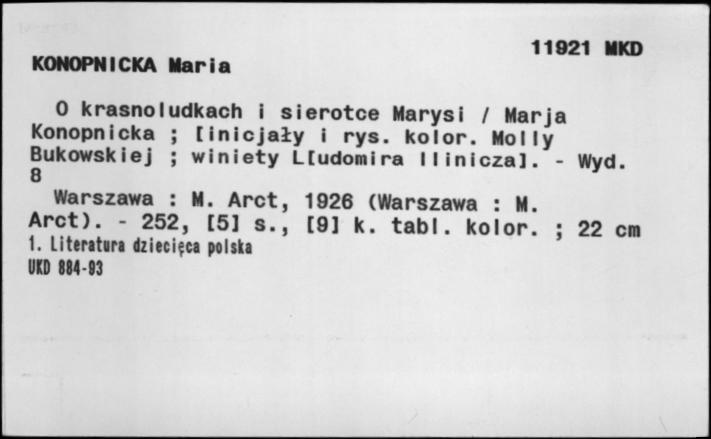 11921 MKD
KONOPNICKA Maria
O krasnoludkach i sierotce Marysi / Marja
Konopnicka ; [inicjały i rys. kolor. Molly
Bukowskiej ; winiety L[udomira Ilinicza]. - Wyd.
8
Warszawa : M. Arct, 1926 (Warszawa : M.
Arct). - 252, [5] s., [9] k. tabl. kolor. ; 22 cm
1. Literatura dziecięca polska
UKD 884-93